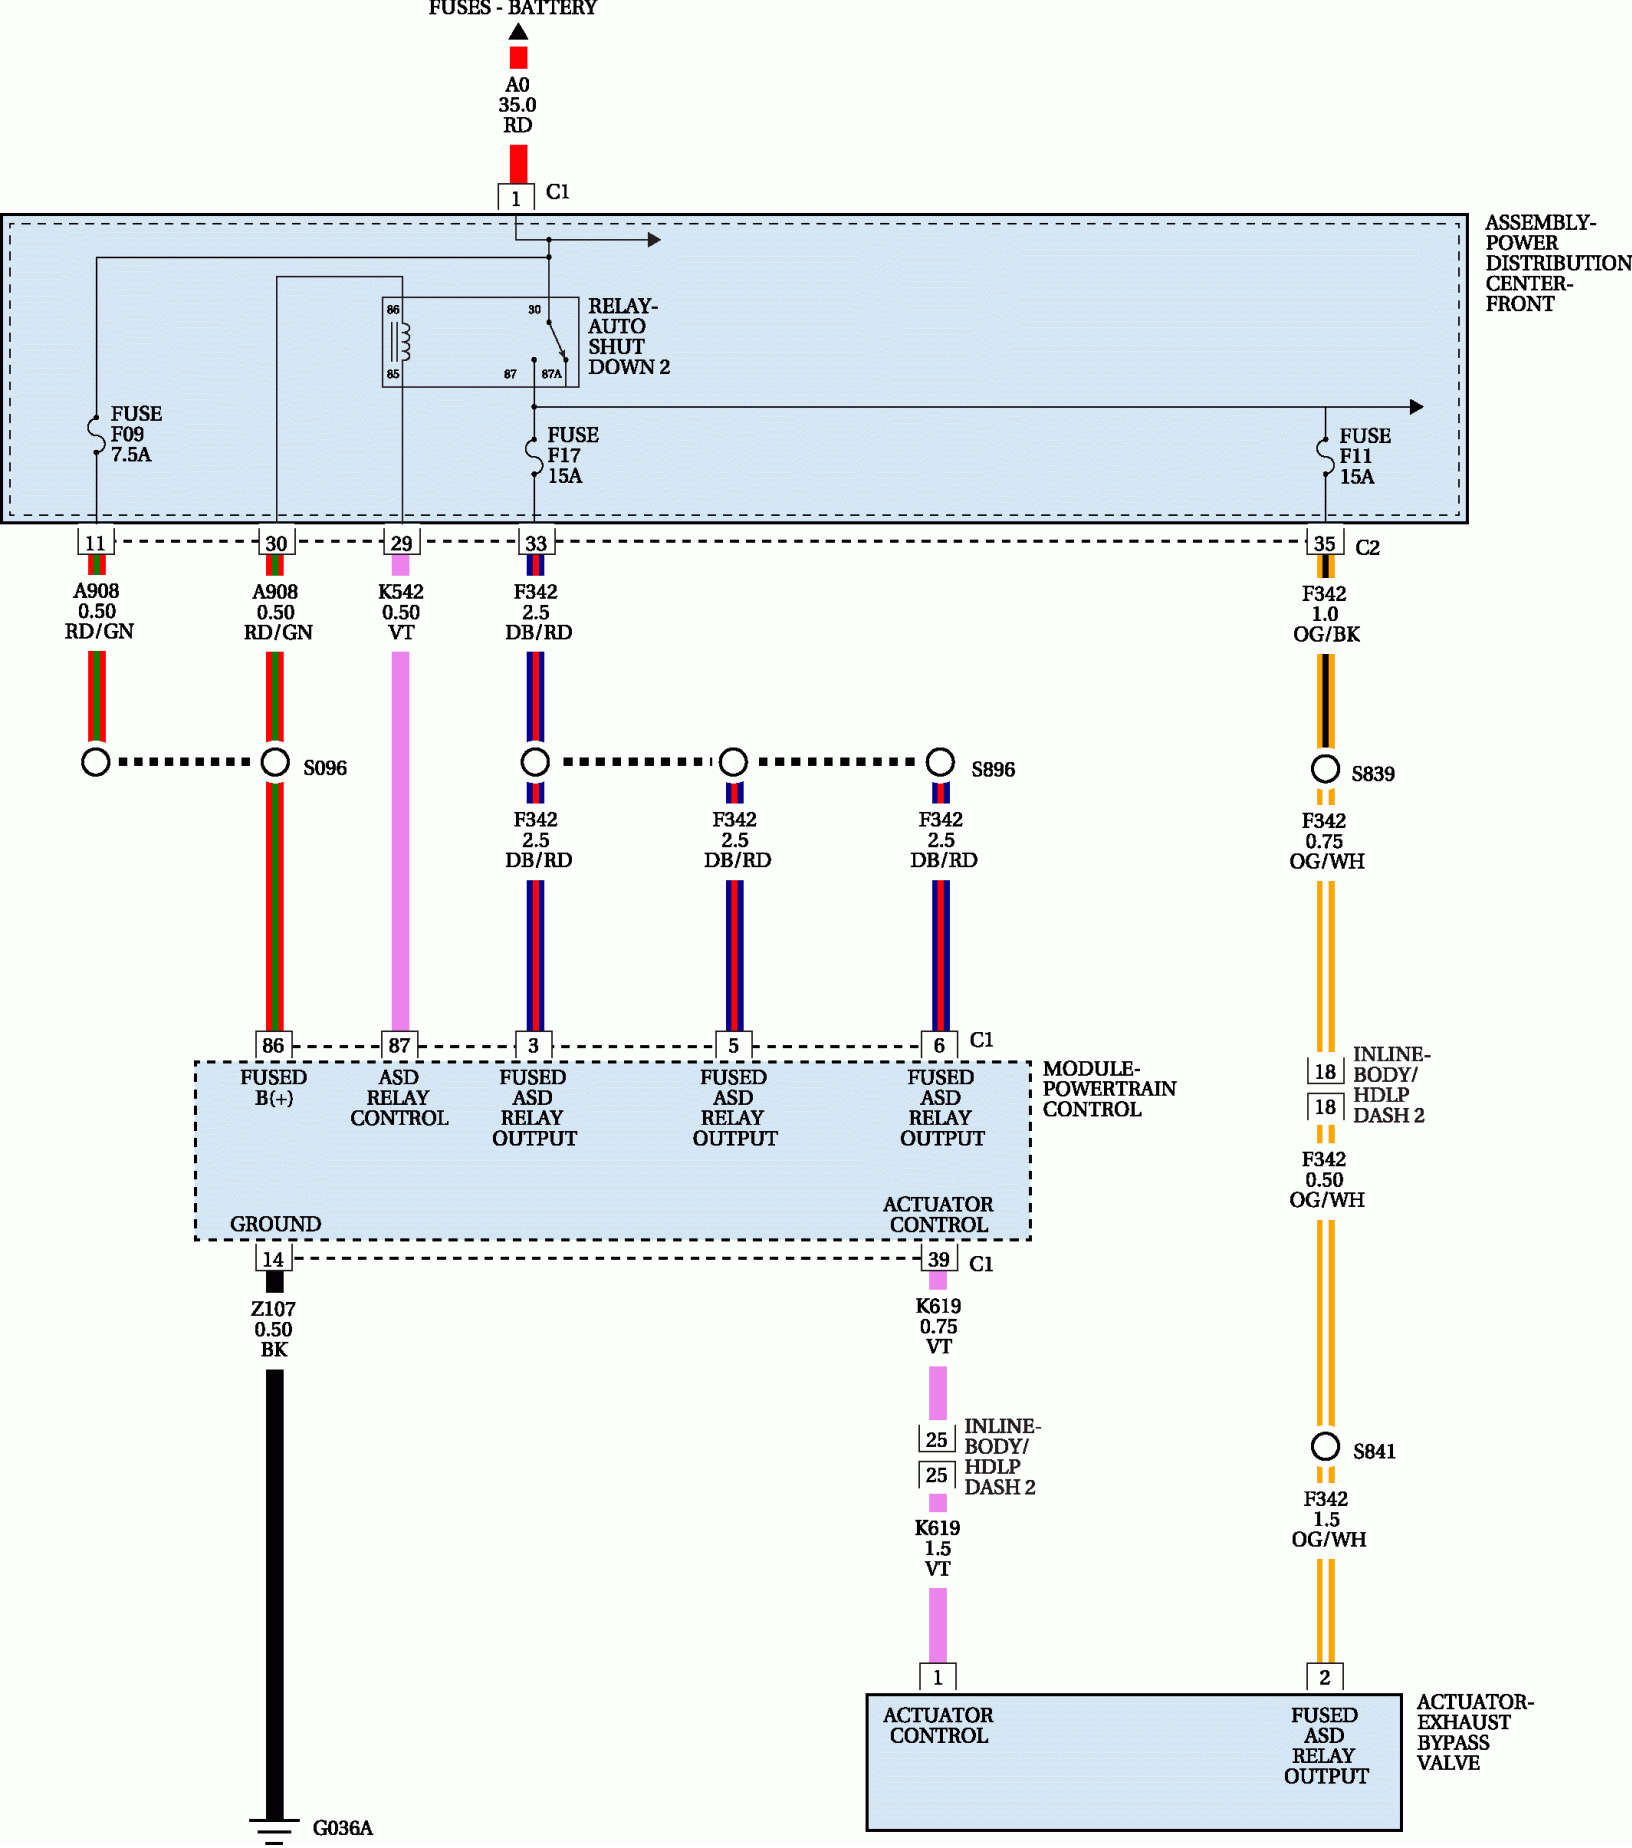 FUSES - BATTERY
A0
35.0
RD
1 C1
ASSEMBLY-
POWER
DISTRIBUTION
CENTER-
FRONT
86
30
85
87
87A
RELAY-
AUTO
SHUT
DOWN 2
FUSE
F09
7.5A
FUSE
F17
15A
FUSE
F11
15A
11 30 29 33 35 C2
A908
0.50
RD/GN
A908
0.50
RD/GN
K542
0.50
VT
F342
2.5
DB/RD
F342
1.0
OG/BK
S096
S896
S839
F342
2.5
DB/RD
F342
2.5
DB/RD
F342
2.5
DB/RD
F342
0.75
OG/WH
86 87 3 5 6 C1
FUSED
B(+)
ASD
RELAY
CONTROL
FUSED
ASD
RELAY
OUTPUT
FUSED
ASD
RELAY
OUTPUT
FUSED
ASD
RELAY
OUTPUT
MODULE-
POWERTRAIN
CONTROL
18
18
INLINE-
BODY/
HDLP
DASH 2
F342
0.50
OG/WH
GROUND
ACTUATOR
CONTROL
14 39 C1
Z107
0.50
BK
K619
0.75
VT
25
25
INLINE-
BODY/
HDLP
DASH 2
K619
1.5
VT
S841
F342
1.5
OG/WH
1 2
ACTUATOR
CONTROL
FUSED
ASD
RELAY
OUTPUT
ACTUATOR-
EXHAUST
BYPASS
VALVE
G036A